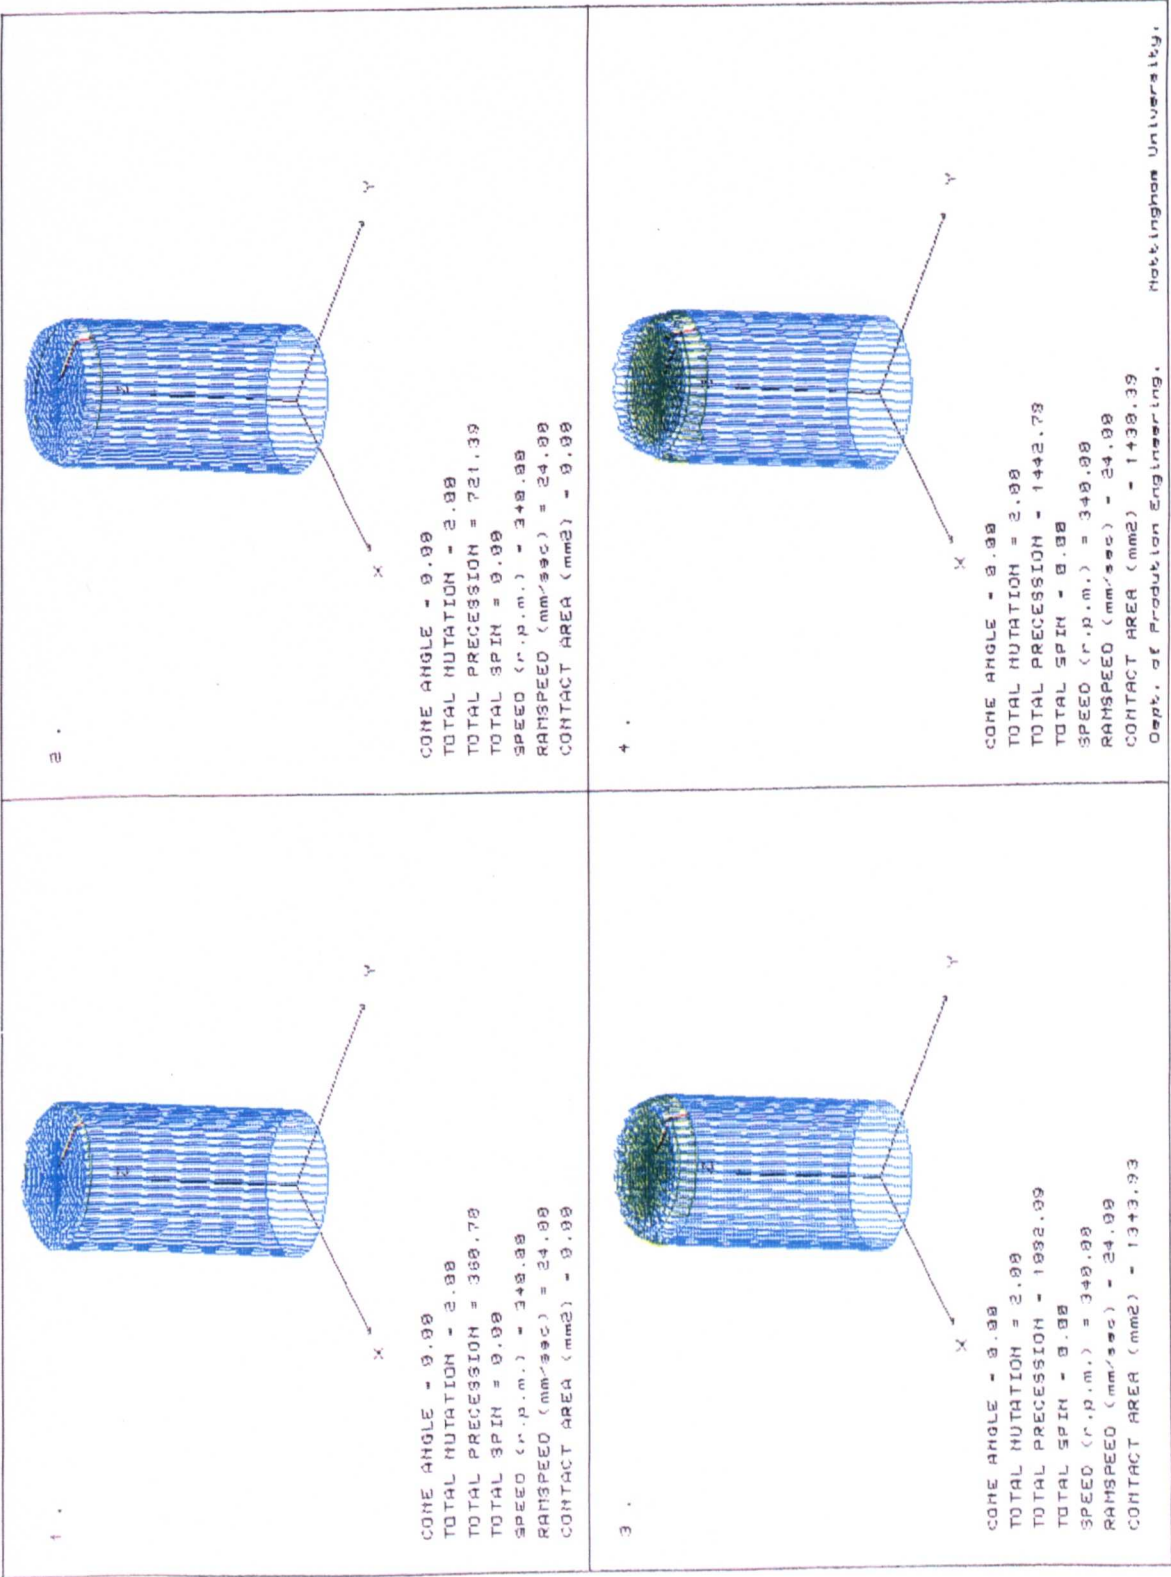 1 .
Z
X
Y
CONE ANGLE = 0.00
TOTAL NUTATION = 2.00
TOTAL PRECESSION = 360.70
TOTAL SPIN = 0.00
SPEED (r.p.m.) = 340.00
RAMSPEED (mm/sec) = 24.00
CONTACT AREA (mm2) = 0.00
2 .
Z
X
Y
CONE ANGLE = 0.00
TOTAL NUTATION = 2.00
TOTAL PRECESSION = 721.39
TOTAL SPIN = 0.00
SPEED (r.p.m.) = 340.00
RAMSPEED (mm/sec) = 24.00
CONTACT AREA (mm2) = 0.00
3 .
Z
X
Y
CONE ANGLE = 0.00
TOTAL NUTATION = 2.00
TOTAL PRECESSION = 1082.09
TOTAL SPIN = 0.00
SPEED (r.p.m.) = 340.00
RAMSPEED (mm/sec) = 24.00
CONTACT AREA (mm2) = 1343.93
4 .
Z
X
Y
CONE ANGLE = 0.00
TOTAL NUTATION = 2.00
TOTAL PRECESSION = 1442.78
TOTAL SPIN = 0.00
SPEED (r.p.m.) = 340.00
RAMSPEED (mm/sec) = 24.00
CONTACT AREA (mm2) = 1430.39
Dept. of Prodution Engineering. Nottingham University.